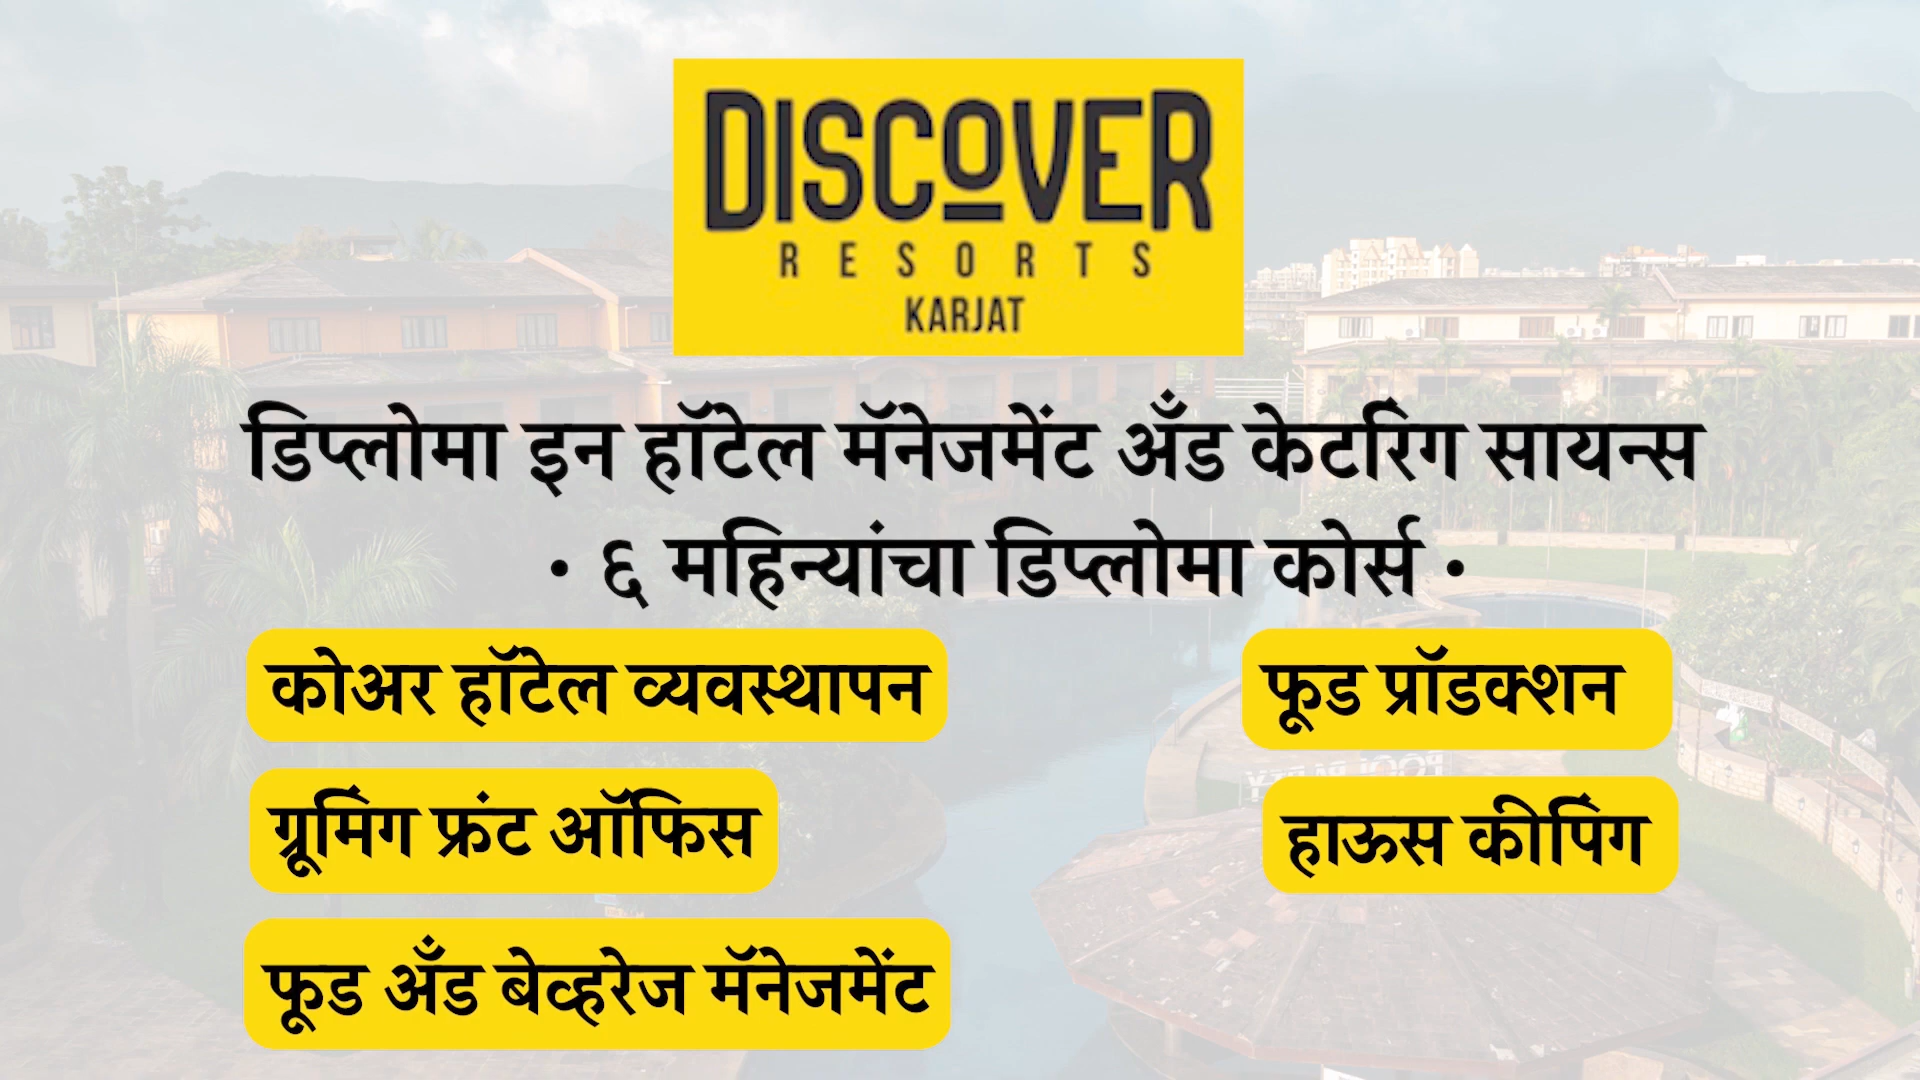 DISCOVER
RESORTS
KARJAT
डिप्लोमा इन हॉटेल मॅनेजमेंट अँड केटरिंग सायन्स
• ६ महिन्यांचा डिप्लोमा कोर्स •
कोअर हॉटेल व्यवस्थापन
फूड प्रॉडक्शन
ग्रूमिंग फ्रंट ऑफिस
हाऊस कीपिंग
फूड अँड बेव्हरेज मॅनेजमेंट